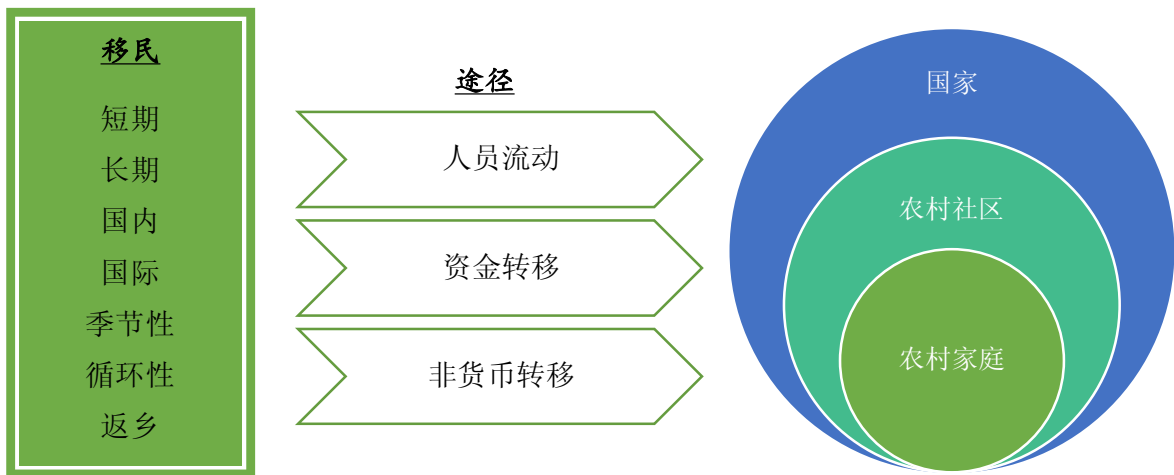 移民
短期
长期
国内
国际
季节性
循环性
返乡
途径
人员流动
资金转移
非货币转移
国家
农村社区
农村家庭